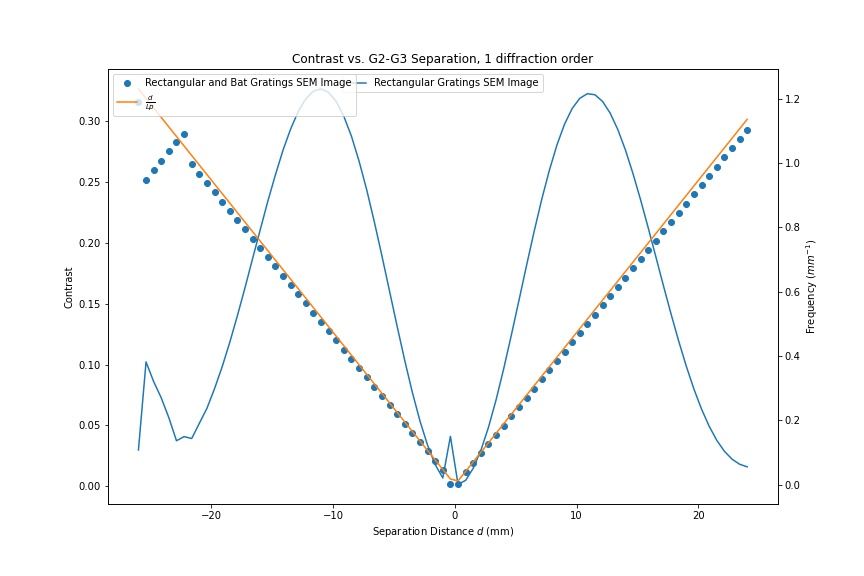 Contrast vs. G2-G3 Separation, 1 diffraction order
Rectangular and Bat Gratings SEM Image
d/Lp
Rectangular Gratings SEM Image
0.30
0.25
0.20
0.15
0.10
0.05
0.00
Contrast
1.2
1.0
0.8
0.6
0.4
0.2
0.0
Frequency (mm⁻¹)
−20
−10
0
10
20
Separation Distance d (mm)